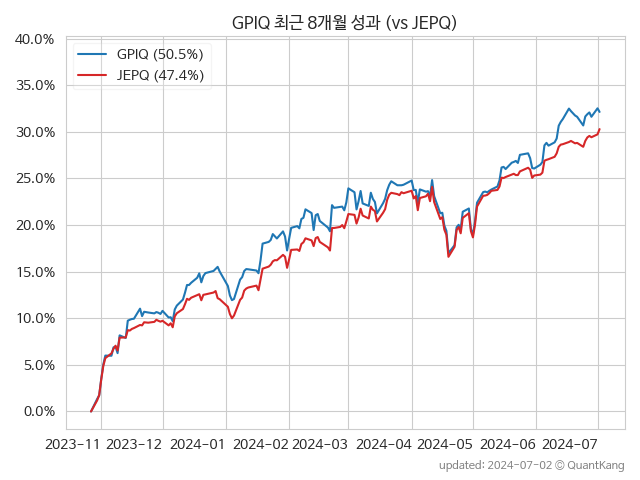 GPIQ 최근 8개월 성과 (vs JEPQ)
40.0%
35.0%
30.0%
25.0%
20.0%
15.0%
10.0%
5.0%
0.0%
GPIQ (50.5%)
JEPQ (47.4%)
2023-11 2023-12 2024-01 2024-02 2024-03 2024-04 2024-05 2024-06 2024-07
updated: 2024-07-02 © QuantKang